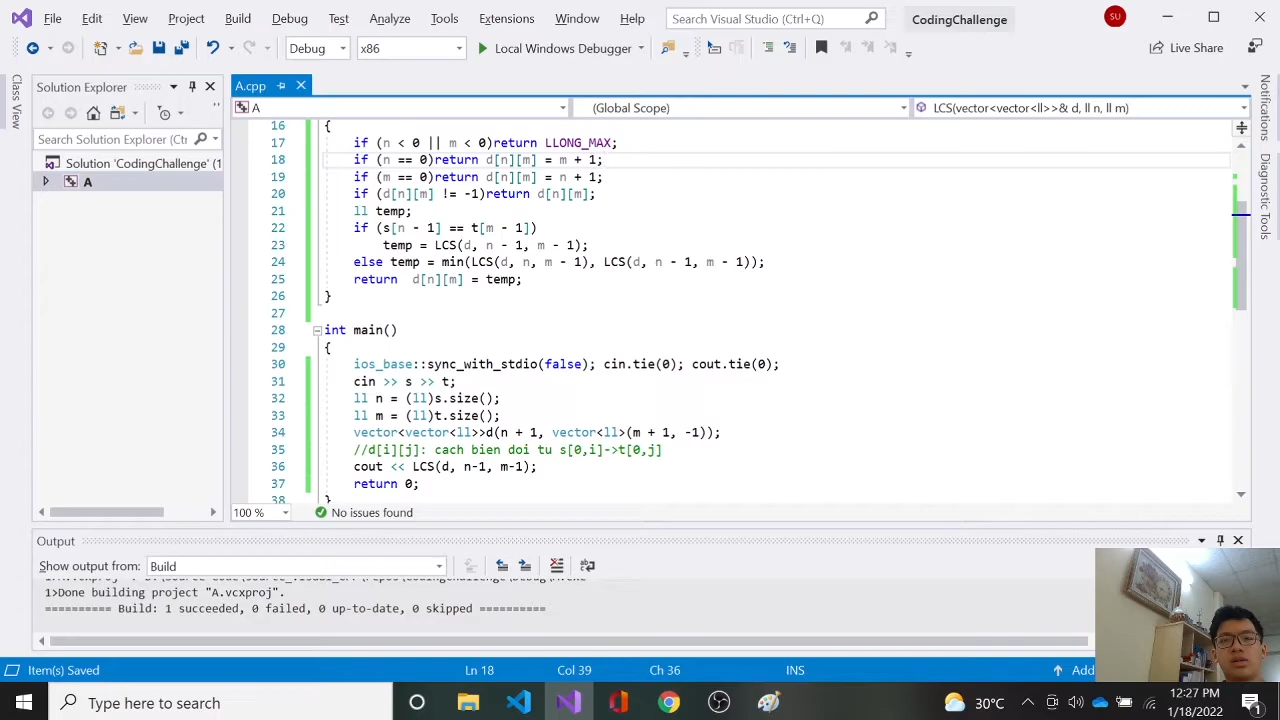 File Edit View Project Build Debug Test Analyze Tools Extensions Window Help Search Visual Studio (Ctrl+Q) CodingChallenge SU
Debug x86 Local Windows Debugger Live Share
Solution Explorer
A.cpp
Class View
Notifications
Diagnostic Tools
A (Global Scope) LCS(vector<vector<ll>>& d, ll n, ll m)
Search Solution Explorer (Ctrl
Solution 'CodingChallenge' (1
A
16 {
17 if (n < 0 || m < 0)return LLONG_MAX;
18 if (n == 0)return d[n][m] = m + 1;
19 if (m == 0)return d[n][m] = n + 1;
20 if (d[n][m] != -1)return d[n][m];
21 ll temp;
22 if (s[n - 1] == t[m - 1])
23 temp = LCS(d, n - 1, m - 1);
24 else temp = min(LCS(d, n, m - 1), LCS(d, n - 1, m - 1));
25 return d[n][m] = temp;
26 }
27
28 int main()
29 {
30 ios_base::sync_with_stdio(false); cin.tie(0); cout.tie(0);
31 cin >> s >> t;
32 ll n = (ll)s.size();
33 ll m = (ll)t.size();
34 vector<vector<ll>>d(n + 1, vector<ll>(m + 1, -1));
35 //d[i][j]: cach bien doi tu s[0,i]->t[0,j]
36 cout << LCS(d, n-1, m-1);
37 return 0;
38 }
100 % No issues found
Output
Show output from: Build
1>Done building project "A.vcxproj".
========== Build: 1 succeeded, 0 failed, 0 up-to-date, 0 skipped ==========
Item(s) Saved Ln 18 Col 39 Ch 36 INS Add
Type here to search 30°C 12:27 PM
1/18/2022 1